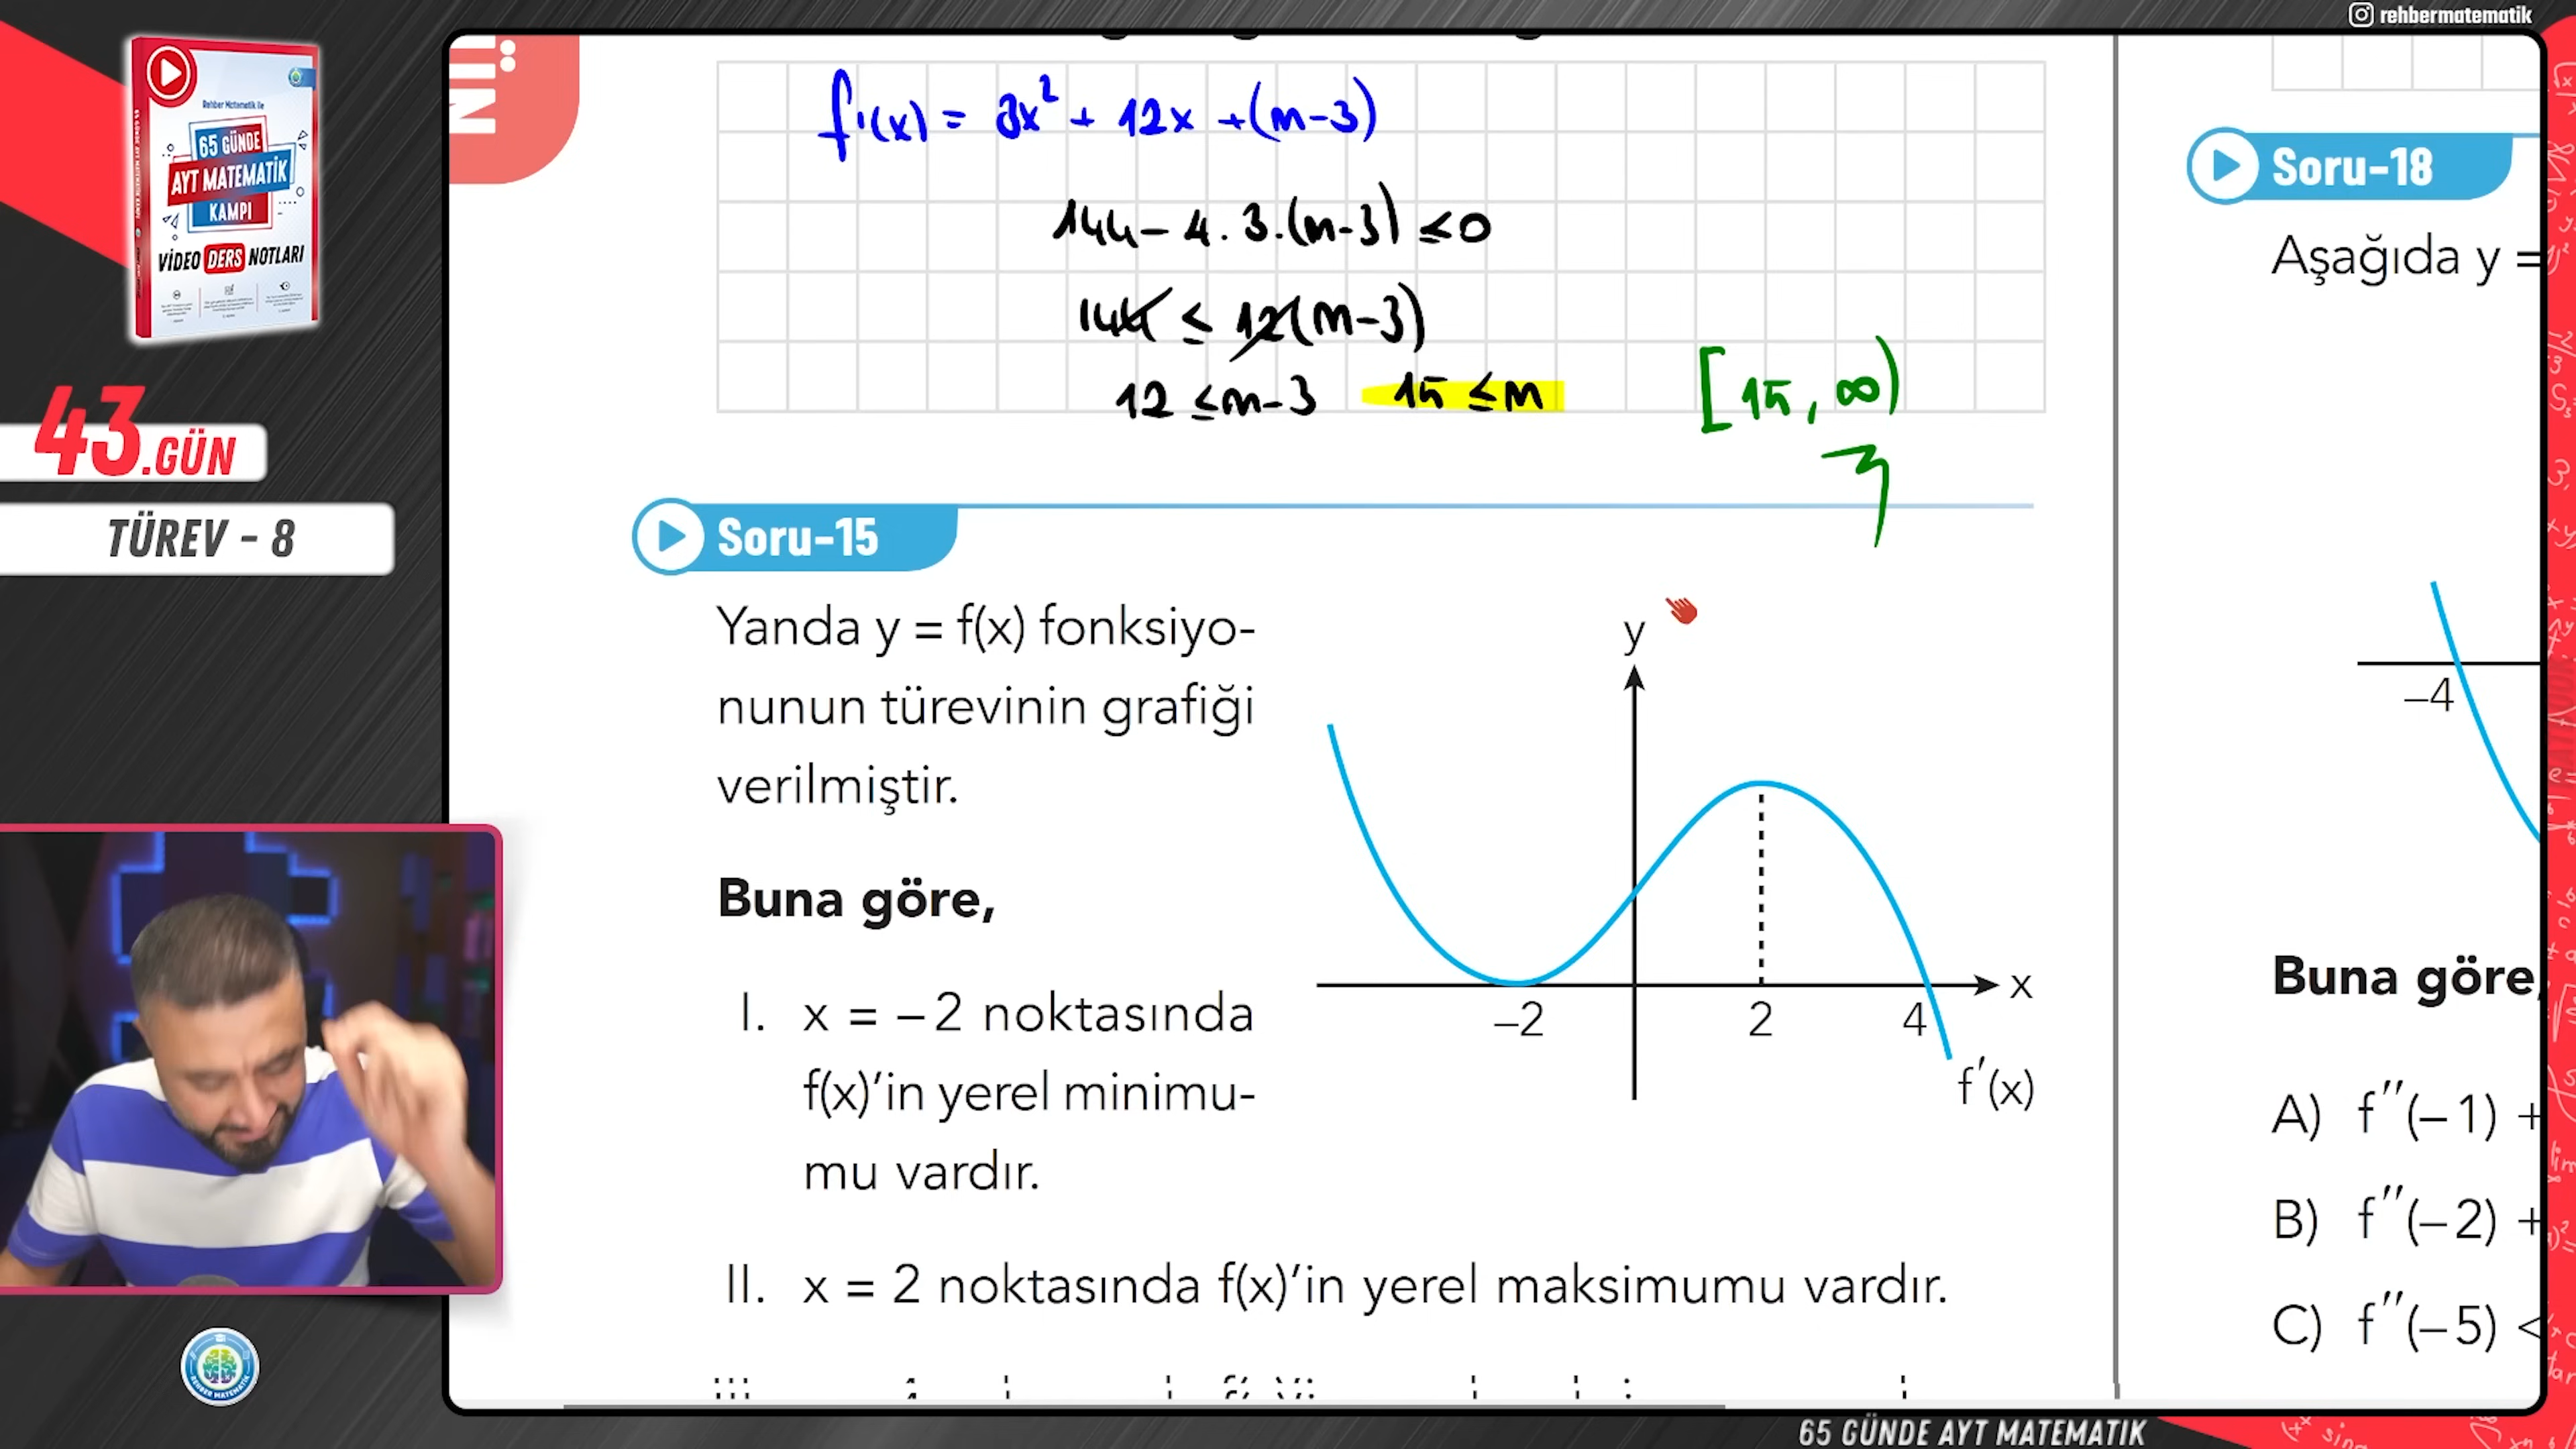 rehbermatematik
Rehber Matematik ile
65 GÜNDE
AYT MATEMATİK
KAMPI
VİDEO DERS NOTLARI
43.GÜN
TÜREV - 8
f'(x) = 3x² + 12x + (m-3)
144 - 4.3.(m-3) ≤ 0
144 ≤ 12(m-3)
12 ≤ m-3 15 ≤ m
[15, ∞)
Soru-15
Yanda y = f(x) fonksiyo-
nunun türevinin grafiği
verilmiştir.
Buna göre,
I. x = -2 noktasında
f(x)'in yerel minimu-
mu vardır.
II. x = 2 noktasında f(x)'in yerel maksimumu vardır.
y
x
-2
2
4
f'(x)
Soru-18
Aşağıda y =
-4
Buna göre,
A) f''(-1) +
B) f''(-2) +
C) f''(-5) <
REHBER MATEMATİK
65 GÜNDE AYT MATEMATİK